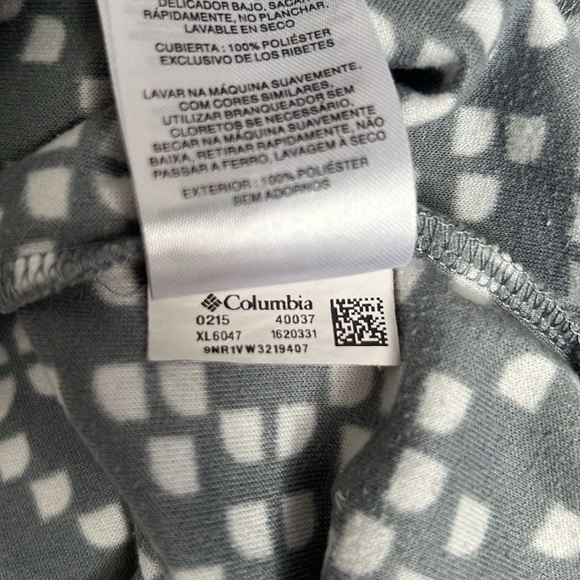 DELICADOR BAJO, SACAR
RÁPIDAMENTE, NO PLANCHAR,
LAVABLE EN SECO
CUBIERTA : 100% POLIÉSTER
EXCLUSIVO DE LOS RIBETES
LAVAR NA MÁQUINA SUAVEMENTE,
COM CORES SIMILARES,
UTILIZAR BRANQUEADOR SEM
CLORETOS SE NECESSÁRIO
SECAR NA MÁQUINA SUAVEMENTE
BAIXA, RETIRAR RAPIDAMENTE, NÃO
PASSAR A FERRO, LAVAGEM À SECO
EXTERIOR : 100% POLIÉSTER
SEM ADORNOS
Columbia
0215 40037
XL6047 1620331
9NR1VW3219407